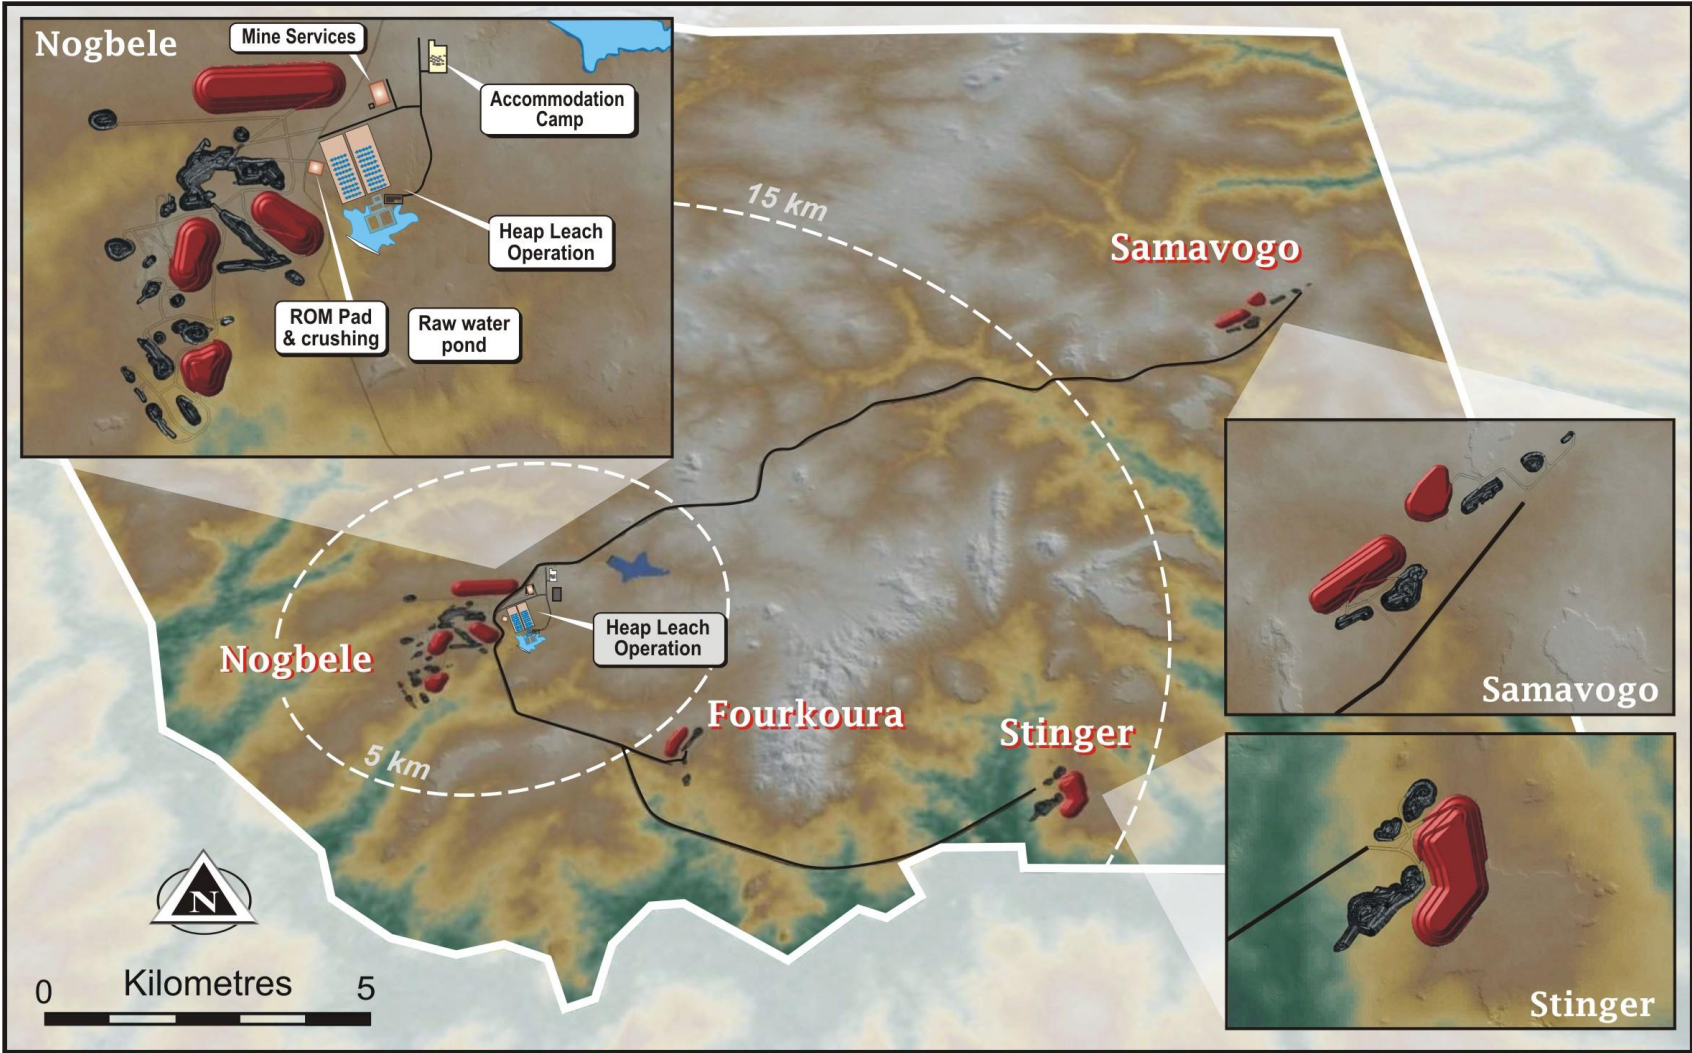 Nogbele
Mine Services
Accommodation
Camp
Heap Leach
Operation
ROM Pad
& crushing
Raw water
pond
15 km
Samavogo
Heap Leach
Operation
Nogbele
Fourkoura
Stinger
5 km
Samavogo
Stinger
N
0 Kilometres 5